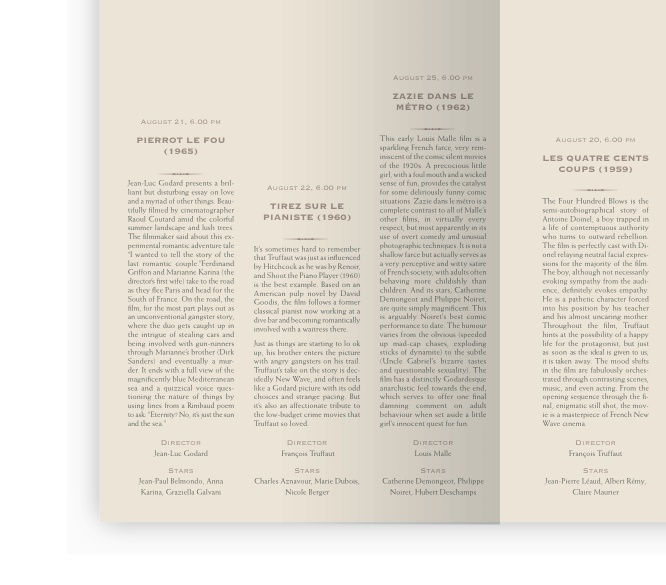 AUGUST 21, 6.00 PM
PIERROT LE FOU
(1965)
Jean-Luc Godard presents a bril-
liant but disturbing essay on love
and a myriad of other things. Beau-
tifully filmed by cinematographer
Raoul Coutard amid the colorful
summer landscape and lush trees.
The filmmaker said about this ex-
perimental romantic adventure tale
"I wanted to tell the story of the
last romantic couple "Ferdinand
Griffon and Marianne Karina (the
director's first wife) take to the road
as they flee Paris and head for the
South of France. On the road, the
film, for the most part plays out as
an unconventional gangster story,
where the duo gets caught up in
the intrigue of stealing cars and
being involved with gun-runners
through Marianne's brother (Dirk
Sanders) and eventually a mur-
der. It ends with a full view of the
magnificently blue Mediterranean
sea and a quizzical voice ques-
tioning the nature of things by
using lines from a Rimbaud poem
to ask. "Eternity? No, it's just the sun
and the sea."
DIRECTOR
Jean-Luc Godard
STARS
Jean-Paul Belmondo, Anna
Karina, Graziella Galvani
AUGUST 22, 6.00 PM
TIREZ SUR LE
PIANISTE (1960)
It's sometimes hard to remember
that Truffaut was just as influenced
by Hitchcock as he was by Renoir,
and Shoot the Piano Player (1960)
is the best example. Based on an
American pulp novel by David
Goodis, the film follows a former
classical pianist now working at a
dive bar and becoming romantically
involved with a waitress there.
Just as things are starting to lo ok
up, his brother enters the picture
with angry gangsters on his trail.
Truffaut's take on the story is dec-
idedly New Wave, and often feels
like a Godard picture with its odd
choices and strange pacing. But
it's also an affectionate tribute to
the low-budget crime movies that
Truffaut so loved.
DIRECTOR
François Truffaut
STARS
Charles Aznavour, Marie Dubois,
Nicole Berger
AUGUST 25, 6.00 PM
ZAZIE DANS LE
MÉTRO (1962)
This early Louis Malle film is a
sparkling French farce, very rem-
iniscent of the comic silent movies
of the 1920s. A precocious little
girl, with a foul mouth and a wicked
sense of fun, provides the catalyst
for some deliriously funny comic
situations. Zazie dans le métro is a
complete contrast to all of Malle's
other films, in virtually every
respect, but most apparently in its
use of overt comedy and unusual
photographic techniques. It is not a
shallow farce but actually serves as
a very perceptive and witty satire
of French society, with adults often
behaving more childishly than
children. And its stars, Catherine
Demongeot and Philippe Noiret,
are quite simply magnificent. This
is arguably Noiret's best comic
performance to date. The humour
varies from the obvious (speeded
up mad-cap chases, exploding
sticks of dynamite) to the subtle
(Uncle Gabriel's bizarre tastes
and questionable sexuality). The
film has a distinctly Godardesque
anarchistic feel towards the end,
which serves to offer one final
damning comment on adult
behaviour when set aside a little
girl's innocent quest for fun.
DIRECTOR
Louis Malle
STARS
Catherine Demongeot, Philippe
Noiret, Hubert Deschamps
AUGUST 20, 6.00 PM
LES QUATRE CENTS
COUPS (1959)
The Four Hundred Blows is the
semi-autobiographical story of
Antoine Doinel, a boy trapped in
a life of contemptuous authority
who turns to outward rebellion.
The film is perfectly cast with Di-
onel relaying neutral facial expres-
sions for the majority of the film.
The boy, although not necessarily
evoking sympathy from the audi-
ence, definitely evokes empathy.
He is a pathetic character forced
into his position by his teacher
and his almost uncaring mother.
Throughout the film, Truffaut
hints at the possibility of a happy
life for the protagonist, but just
as soon as the ideal is given to us,
it is taken away. The mood shifts
in the film are fabulously orches-
trated through contrasting scenes,
music, and even acting. From the
opening sequence through the fi-
nal, enigmatic still shot, the mov-
ie is a masterpiece of French New
Wave cinema.
DIRECTOR
François Truffaut
STARS
Jean-Pierre Léaud, Albert Rémy,
Claire Maurier